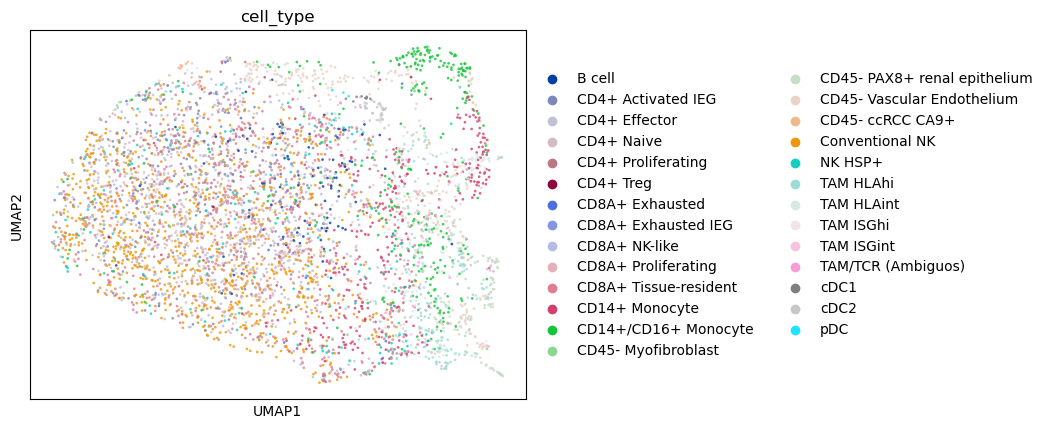 cell_type
UMAP2
UMAP1
B cell
CD4+ Activated IEG
CD4+ Effector
CD4+ Naive
CD4+ Proliferating
CD4+ Treg
CD8A+ Exhausted
CD8A+ Exhausted IEG
CD8A+ NK-like
CD8A+ Proliferating
CD8A+ Tissue-resident
CD14+ Monocyte
CD14+/CD16+ Monocyte
CD45- Myofibroblast
CD45- PAX8+ renal epithelium
CD45- Vascular Endothelium
CD45- ccRCC CA9+
Conventional NK
NK HSP+
TAM HLAhi
TAM HLAint
TAM ISGhi
TAM ISGint
TAM/TCR (Ambiguos)
cDC1
cDC2
pDC